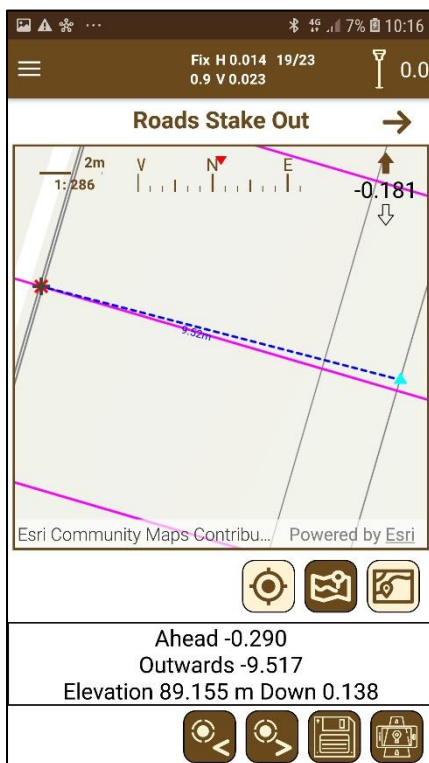 4G 7% 10:16
Fix H 0.014 19/23
0.9 V 0.023
0.0
Roads Stake Out
2m
1: 286
V N E
-0.181
9.52m
Esri Community Maps Contribu... Powered by Esri
Ahead -0.290
Outwards -9.517
Elevation 89.155 m Down 0.138